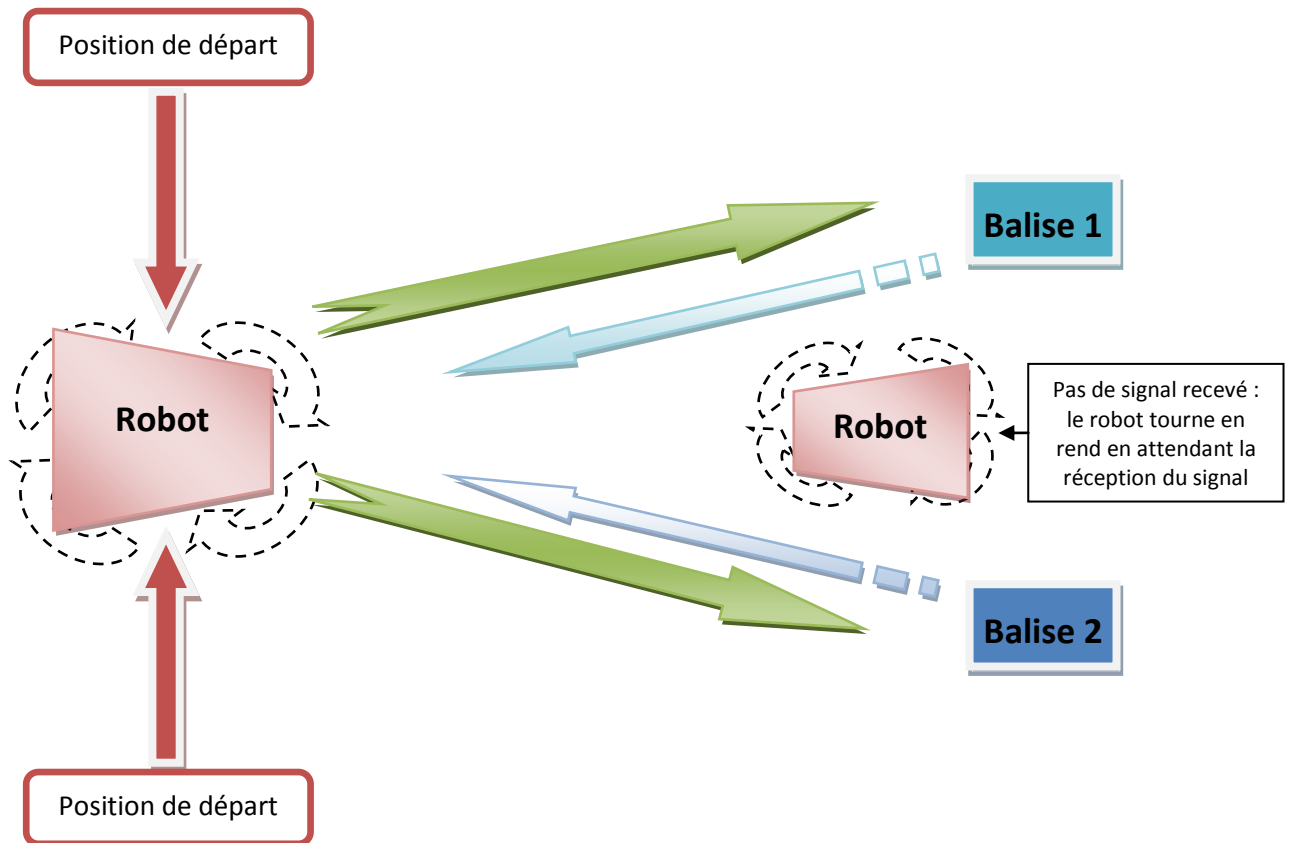 Position de départ
Balise 1
Robot
Robot
Pas de signal recevé :
le robot tourne en
rend en attendant la
réception du signal
Balise 2
Position de départ